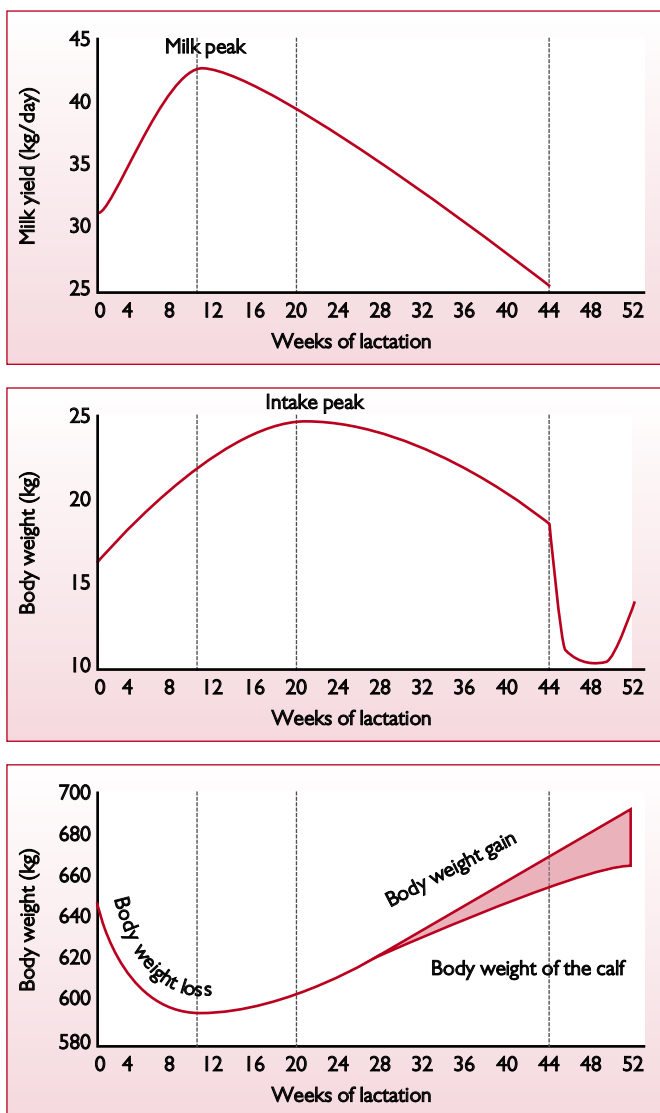 Milk peak
Milk yield (kg/day)
45
40
35
30
25
0 4 8 12 16 20 24 28 32 36 40 44 48 52
Weeks of lactation
Intake peak
Body weight (kg)
25
20
15
10
0 4 8 12 16 20 24 28 32 36 40 44 48 52
Weeks of lactation
Body weight (kg)
700
680
660
640
620
600
580
Body weight loss
Body weight gain
Body weight of the calf
0 4 8 12 16 20 24 28 32 36 40 44 48 52
Weeks of lactation